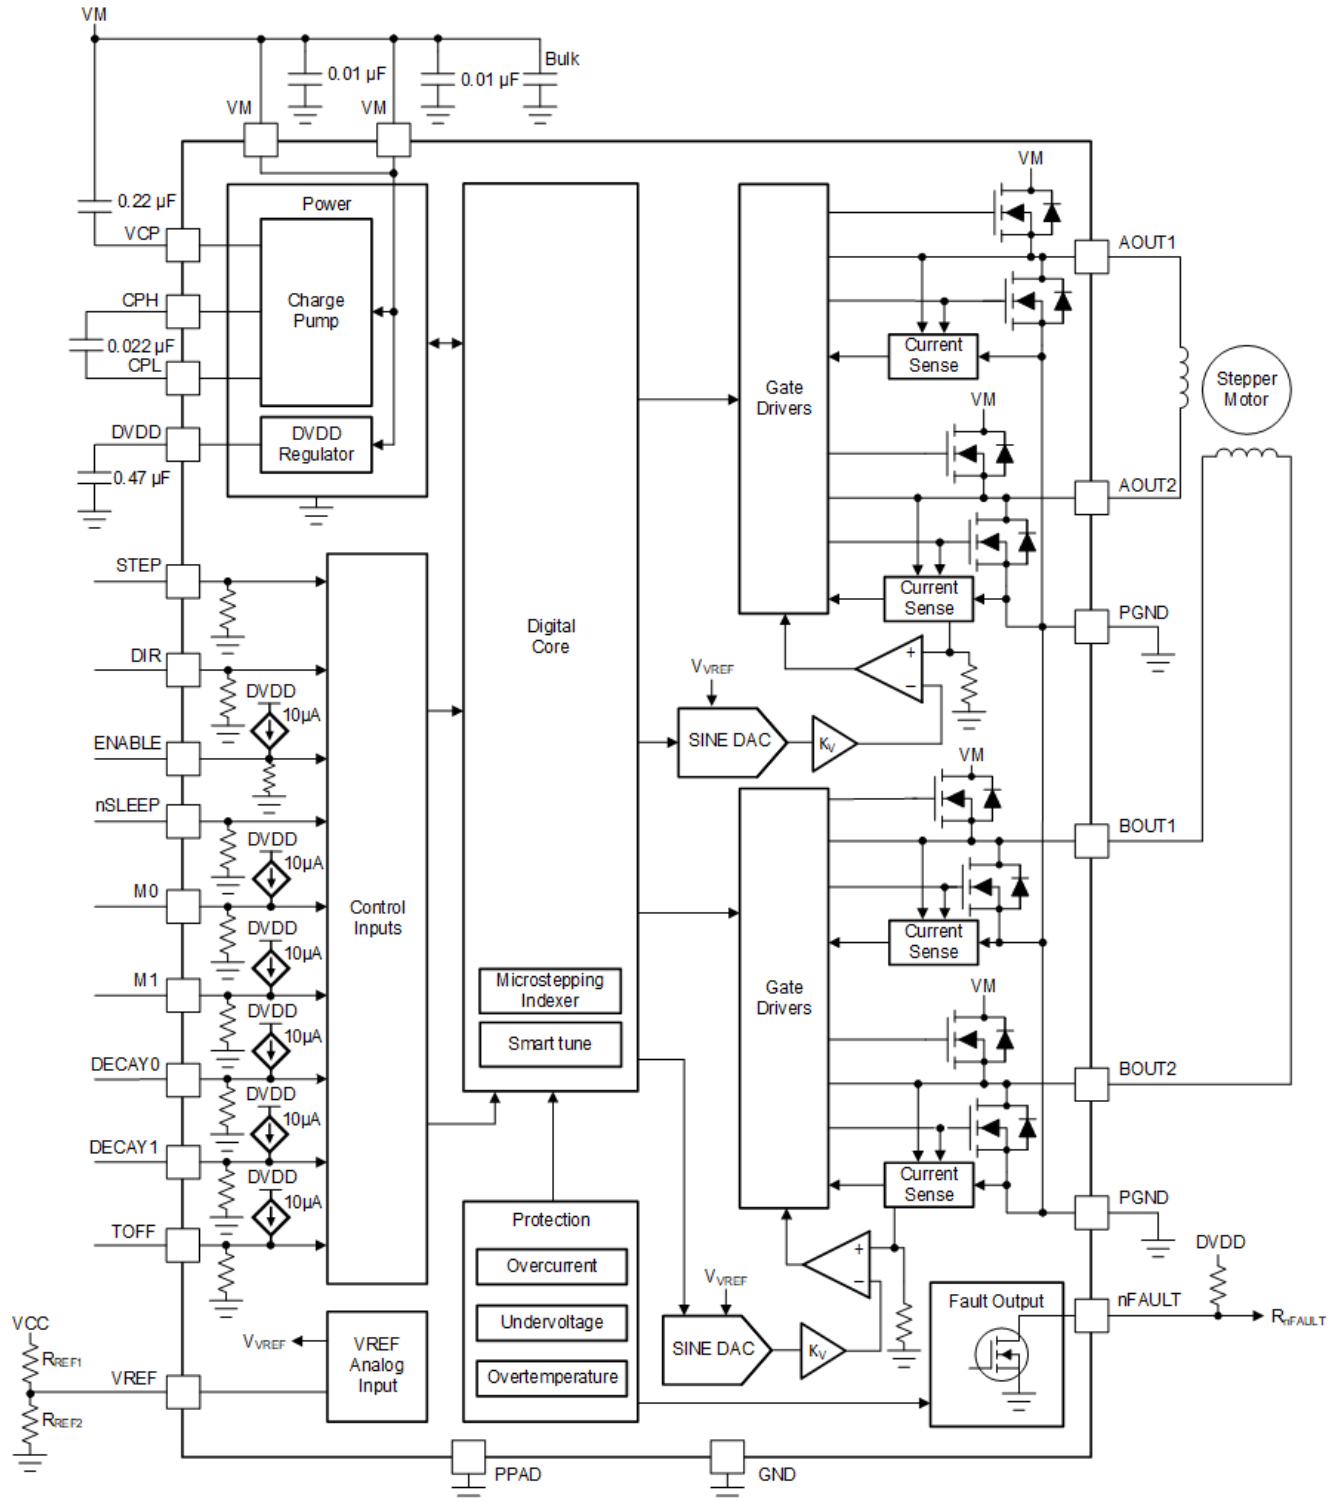 VM
0.01 µF
0.01 µF
Bulk
VM
VM
0.22 µF
VCP
Power
Charge
Pump
CPH
0.022 µF
CPL
DVDD
DVDD
Regulator
0.47 µF
STEP
DIR
DVDD
10µA
ENABLE
nSLEEP
DVDD
10µA
M0
DVDD
10µA
M1
DVDD
10µA
DECAY0
DVDD
10µA
DECAY1
DVDD
10µA
TOFF
Control
Inputs
VCC
RREF1
VREF
RREF2
VVREF
VREF
Analog
Input
Digital
Core
Microstepping
Indexer
Smart tune
Protection
Overcurrent
Undervoltage
Overtemperature
PPAD
GND
Gate
Drivers
VM
AOUT1
Current
Sense
VM
AOUT2
Current
Sense
Stepper
Motor
PGND
VVREF
SINE DAC
KV
+
−
Gate
Drivers
VM
BOUT1
Current
Sense
VM
BOUT2
Current
Sense
PGND
VVREF
SINE DAC
KV
+
−
Fault Output
DVDD
nFAULT
RnFAULT